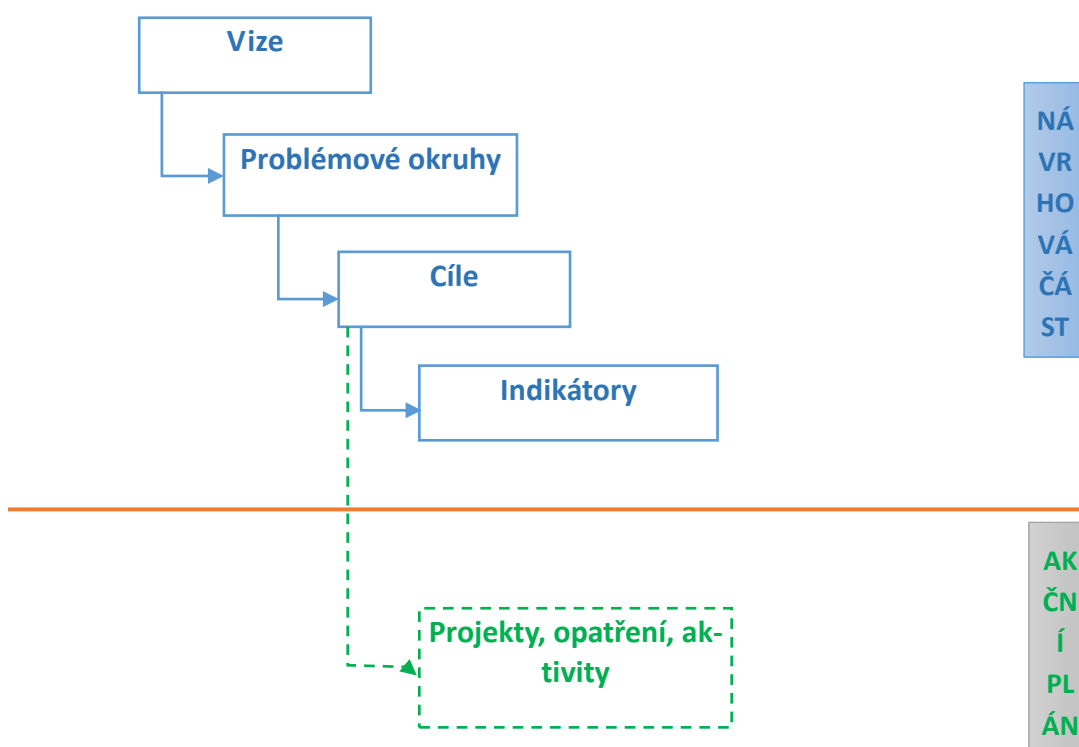 Vize
Problémové okruhy
Cíle
Indikátory
NÁ
VR
HO
VÁ
ČÁ
ST
Projekty, opatření, ak-
tivity
AK
ČN
Í
PL
ÁN